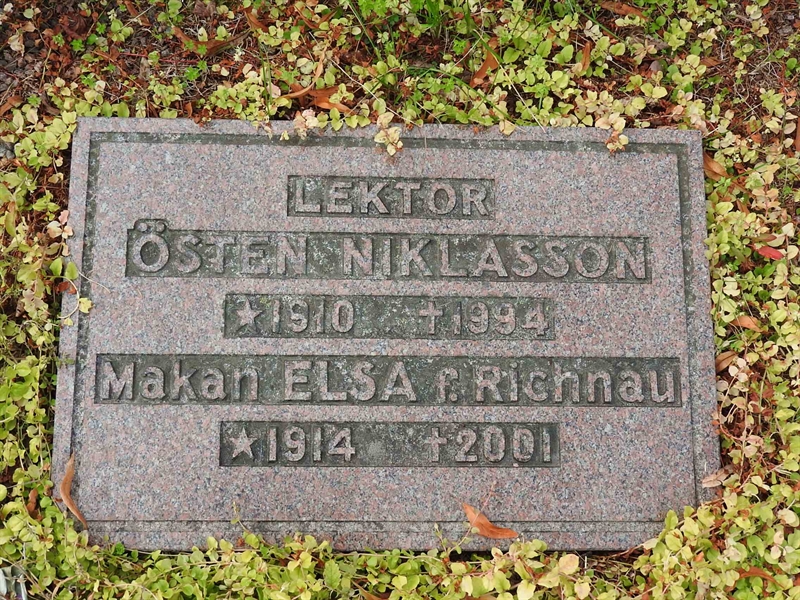 LEKTOR
ÖSTEN NIKLASSON
★1910 †1994
Makan ELSA f. Richnau
★1914 †2001